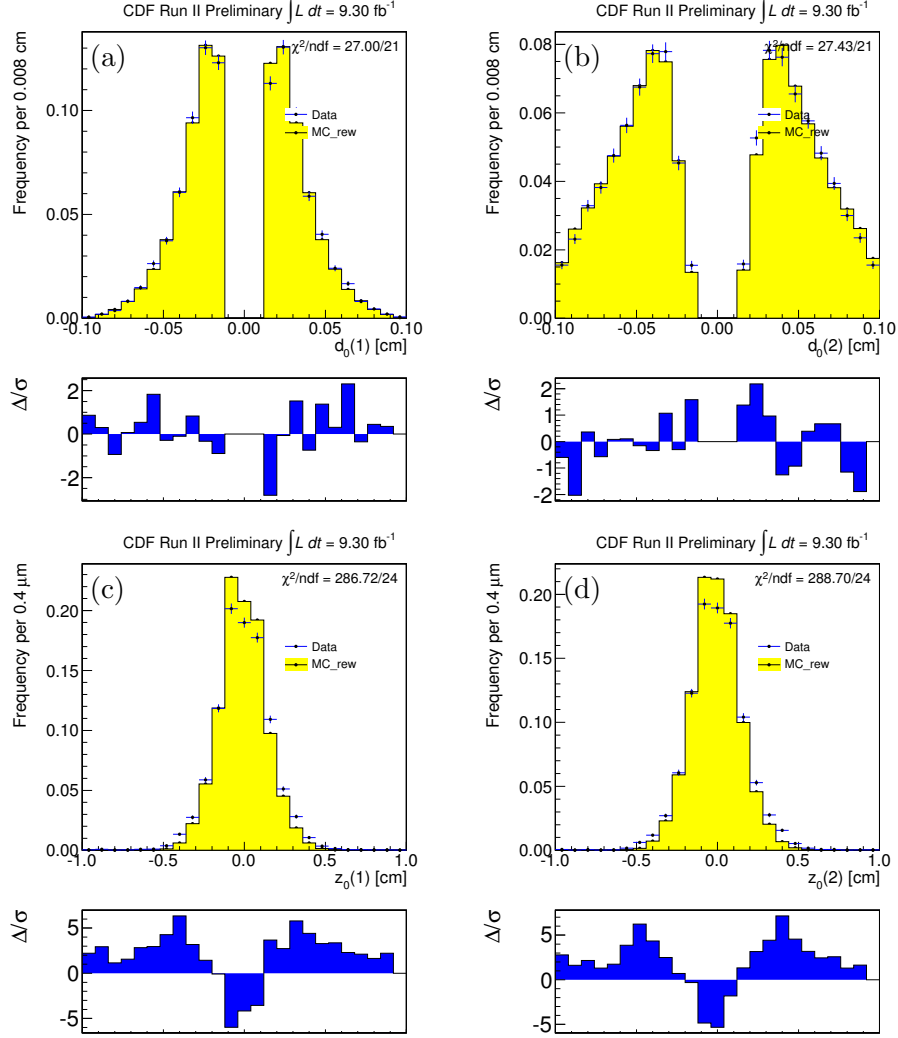 CDF Run II Preliminary ∫L dt = 9.30 fb⁻¹
(a)
χ²/ndf = 27.00/21
Data
MC_rew
Frequency per 0.008 cm
0.00
0.05
0.10
-0.10 -0.05 0.00 0.05 0.10
d₀(1) [cm]
Δ/σ
2
0
-2
CDF Run II Preliminary ∫L dt = 9.30 fb⁻¹
(b)
χ²/ndf = 27.43/21
Data
MC_rew
Frequency per 0.008 cm
0.08
0.06
0.04
0.02
0.00
-0.10 -0.05 0.00 0.05 0.10
d₀(2) [cm]
Δ/σ
2
1
0
-1
-2
CDF Run II Preliminary ∫L dt = 9.30 fb⁻¹
(c)
χ²/ndf = 286.72/24
Data
MC_rew
Frequency per 0.4 μm
0.20
0.15
0.10
0.05
0.00
-1.0 -0.5 0.0 0.5 1.0
z₀(1) [cm]
Δ/σ
5
0
-5
CDF Run II Preliminary ∫L dt = 9.30 fb⁻¹
(d)
χ²/ndf = 288.70/24
Data
MC_rew
Frequency per 0.4 μm
0.20
0.15
0.10
0.05
0.00
-1.0 -0.5 0.0 0.5 1.0
z₀(2) [cm]
Δ/σ
5
0
-5